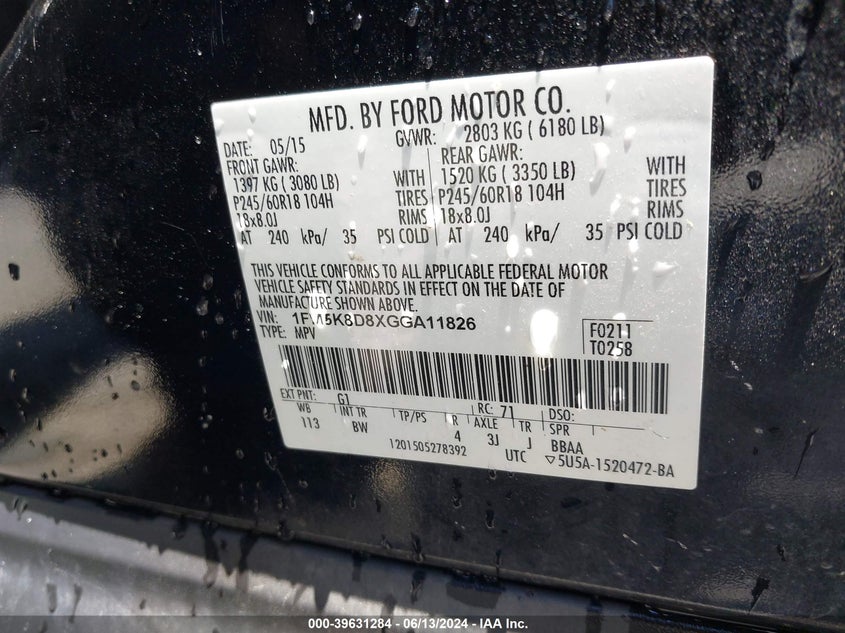 MFD. BY FORD MOTOR CO.
DATE: 05/15 GVWR: 2803 KG ( 6180 LB)
FRONT GAWR: REAR GAWR:
1397 KG ( 3080 LB) WITH 1520 KG ( 3350 LB) WITH
P245/60R18 104H TIRES P245/60R18 104H TIRES
18x8.0J RIMS 18x8.0J RIMS
AT 240 kPa/ 35 PSI COLD AT 240 kPa/ 35 PSI COLD
THIS VEHICLE CONFORMS TO ALL APPLICABLE FEDERAL MOTOR
VEHICLE SAFETY STANDARDS IN EFFECT ON THE DATE OF
MANUFACTURE SHOWN ABOVE.
VIN:
TYPE: MPV
F0211
T0258
EXT PNT: G1 RC: 71 DSO:
WB INT TR TP/PS R AXLE TR SPR
113 BW 4 3J J BBAA
1201505278392 UTC ▽5U5A-1520472-BA
000-39631284 - 06/13/2024 - IAA Inc.